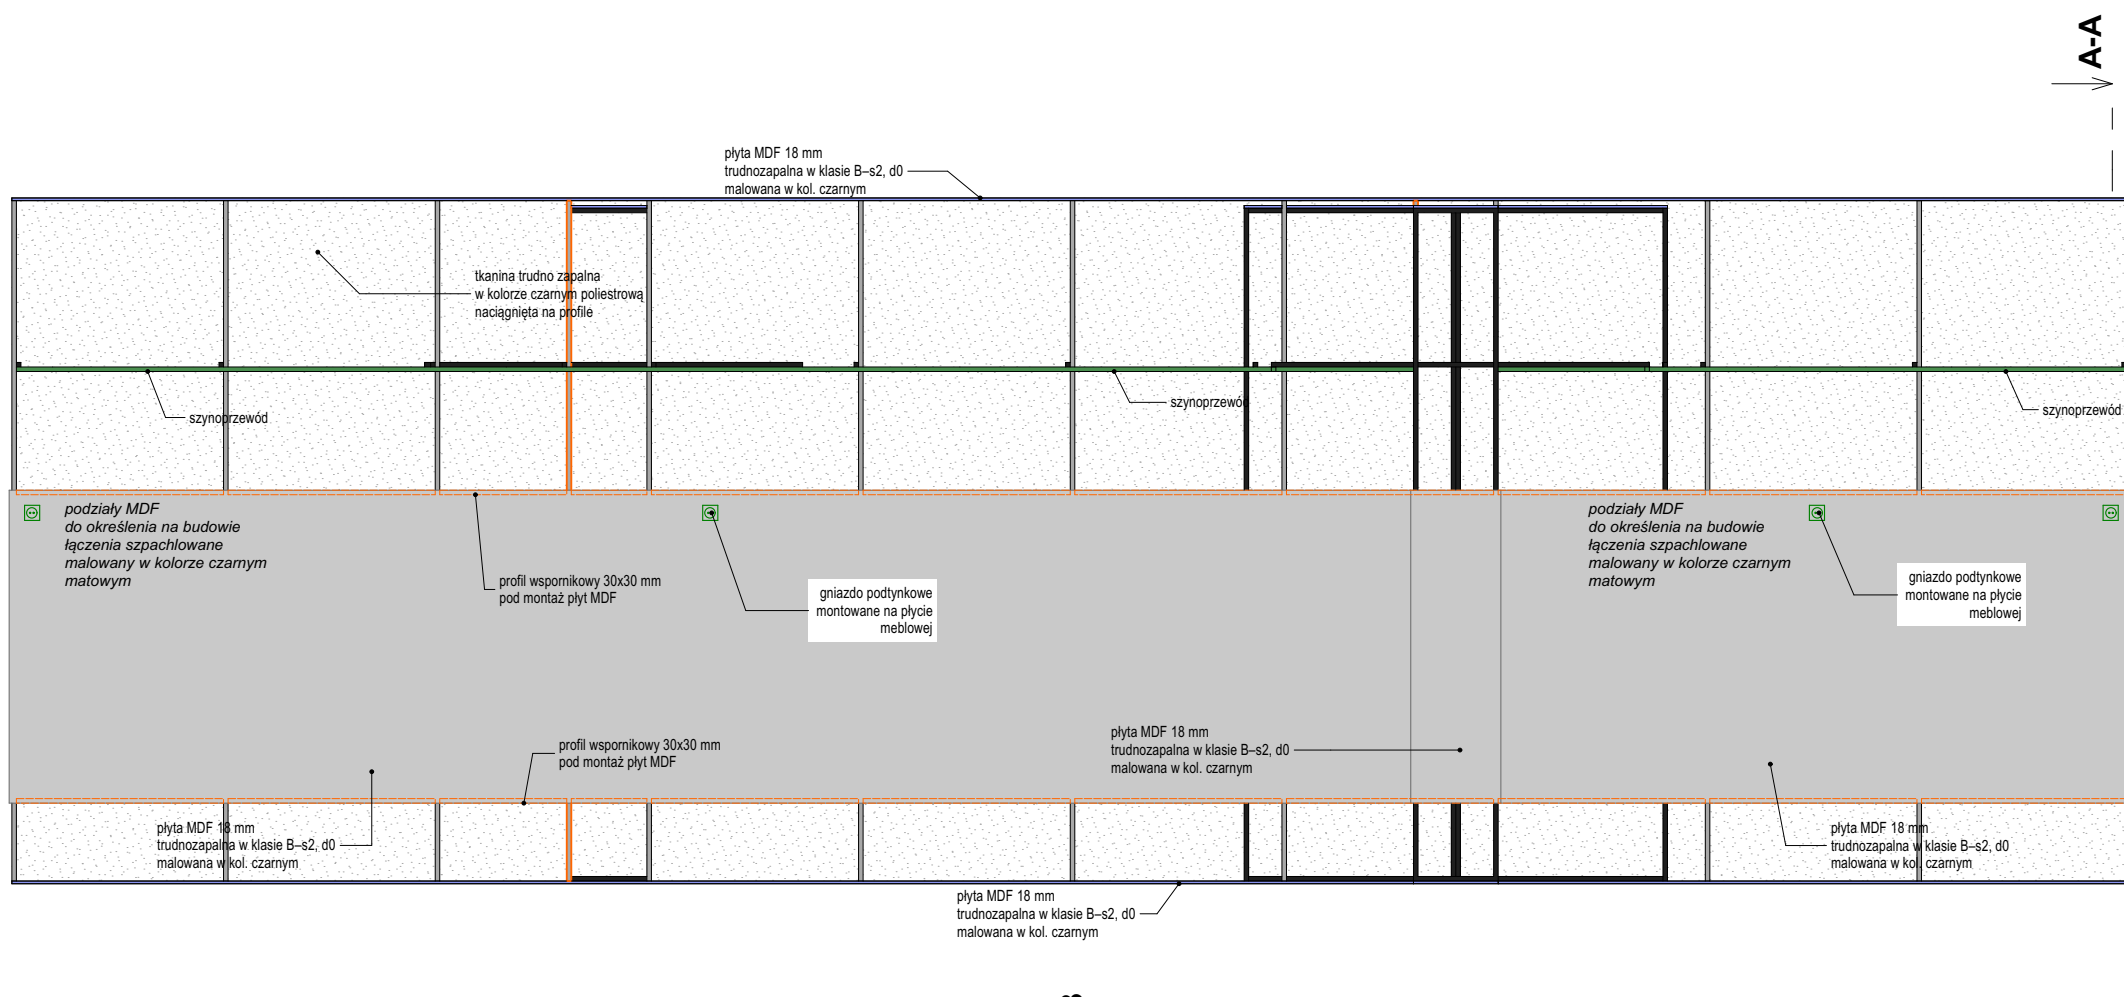 A-A
płyta MDF 18 mm
trudnozapalna w klasie B–s2, d0
malowana w kol. czarnym
tkanina trudno zapalna
w kolorze czarnym poliestrową
naciągnięta na profile
szynoprzewód
szynoprzewód
szynoprzewód
podziały MDF
do określenia na budowie
łączenia szpachlowane
malowany w kolorze czarnym
matowym
profil wspornikowy 30x30 mm
pod montaż płyt MDF
gniazdo podtynkowe
montowane na płycie
meblowej
podziały MDF
do określenia na budowie
łączenia szpachlowane
malowany w kolorze czarnym
matowym
gniazdo podtynkowe
montowane na płycie
meblowej
profil wspornikowy 30x30 mm
pod montaż płyt MDF
płyta MDF 18 mm
trudnozapalna w klasie B–s2, d0
malowana w kol. czarnym
płyta MDF 18 mm
trudnozapalna w klasie B–s2, d0
malowana w kol. czarnym
płyta MDF 18 mm
trudnozapalna w klasie B–s2, d0
malowana w kol. czarnym
płyta MDF 18 mm
trudnozapalna w klasie B–s2, d0
malowana w kol. czarnym